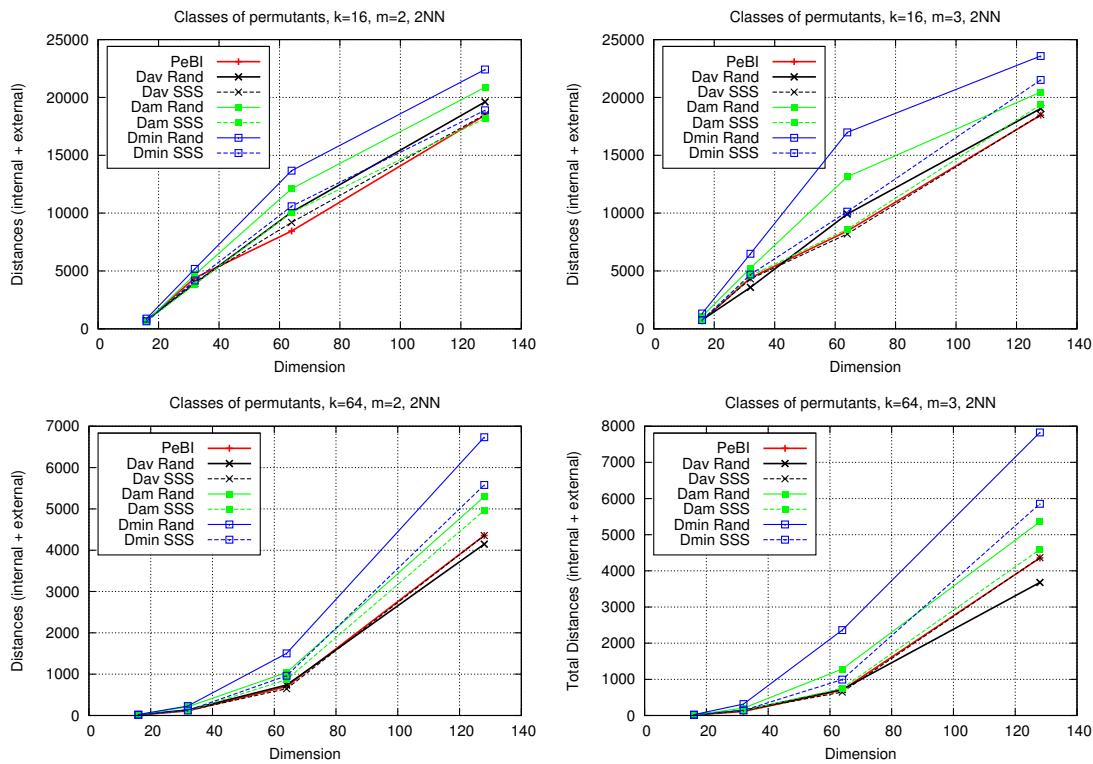 Classes of permutants, k=16, m=2, 2NN
25000
20000
15000
10000
5000
0
Distances (internal + external)
PeBI
Dav Rand
Dav SSS
Dam Rand
Dam SSS
Dmin Rand
Dmin SSS
0 20 40 60 80 100 120 140
Dimension
Classes of permutants, k=16, m=3, 2NN
25000
20000
15000
10000
5000
0
Distances (internal + external)
PeBI
Dav Rand
Dav SSS
Dam Rand
Dam SSS
Dmin Rand
Dmin SSS
0 20 40 60 80 100 120 140
Dimension
Classes of permutants, k=64, m=2, 2NN
7000
6000
5000
4000
3000
2000
1000
0
Distances (internal + external)
PeBI
Dav Rand
Dav SSS
Dam Rand
Dam SSS
Dmin Rand
Dmin SSS
0 20 40 60 80 100 120 140
Dimension
Classes of permutants, k=64, m=3, 2NN
8000
7000
6000
5000
4000
3000
2000
1000
0
Total Distances (internal + external)
PeBI
Dav Rand
Dav SSS
Dam Rand
Dam SSS
Dmin Rand
Dmin SSS
0 20 40 60 80 100 120 140
Dimension